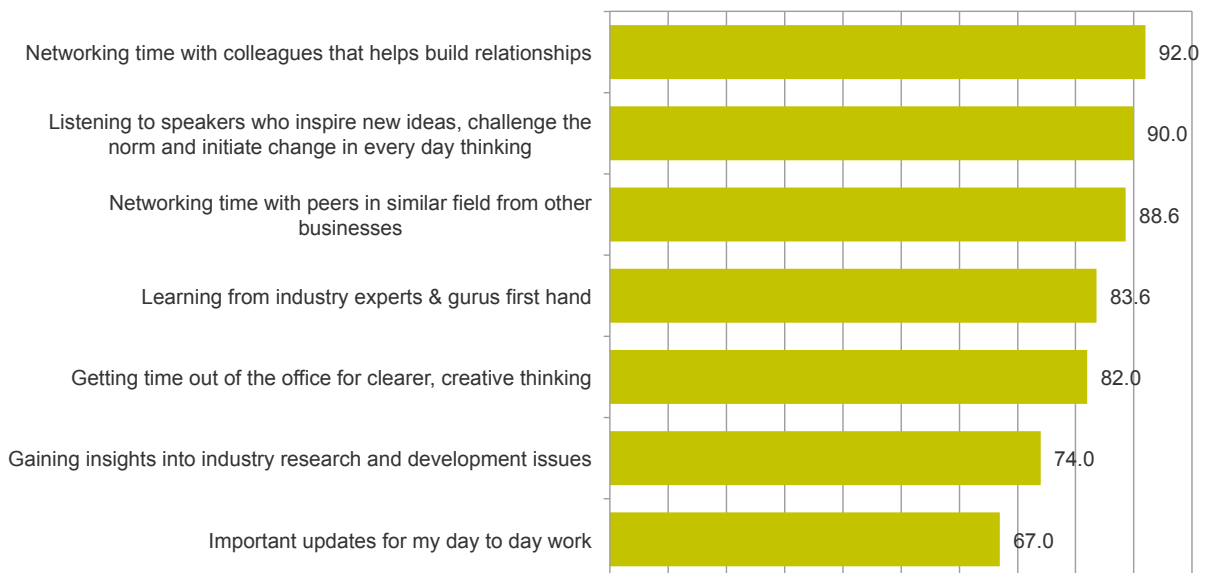 Networking time with colleagues that helps build relationships
92.0
Listening to speakers who inspire new ideas, challenge the
norm and initiate change in every day thinking
90.0
Networking time with peers in similar field from other
businesses
88.6
Learning from industry experts & gurus first hand
83.6
Getting time out of the office for clearer, creative thinking
82.0
Gaining insights into industry research and development issues
74.0
Important updates for my day to day work
67.0